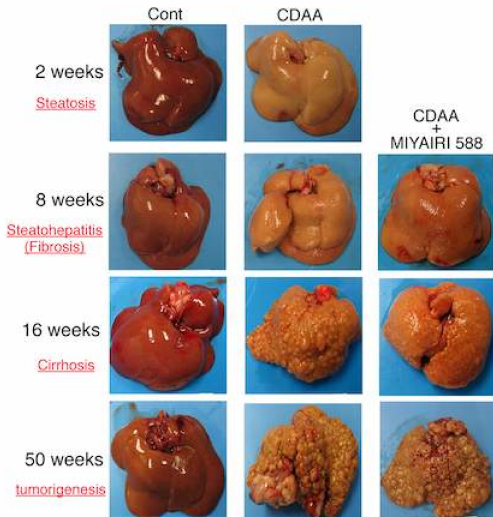 Cont
CDAA
2 weeks
Steatosis
CDAA
+
MIYAIRI 588
8 weeks
Steatohepatitis
(Fibrosis)
16 weeks
Cirrhosis
50 weeks
tumorigenesis